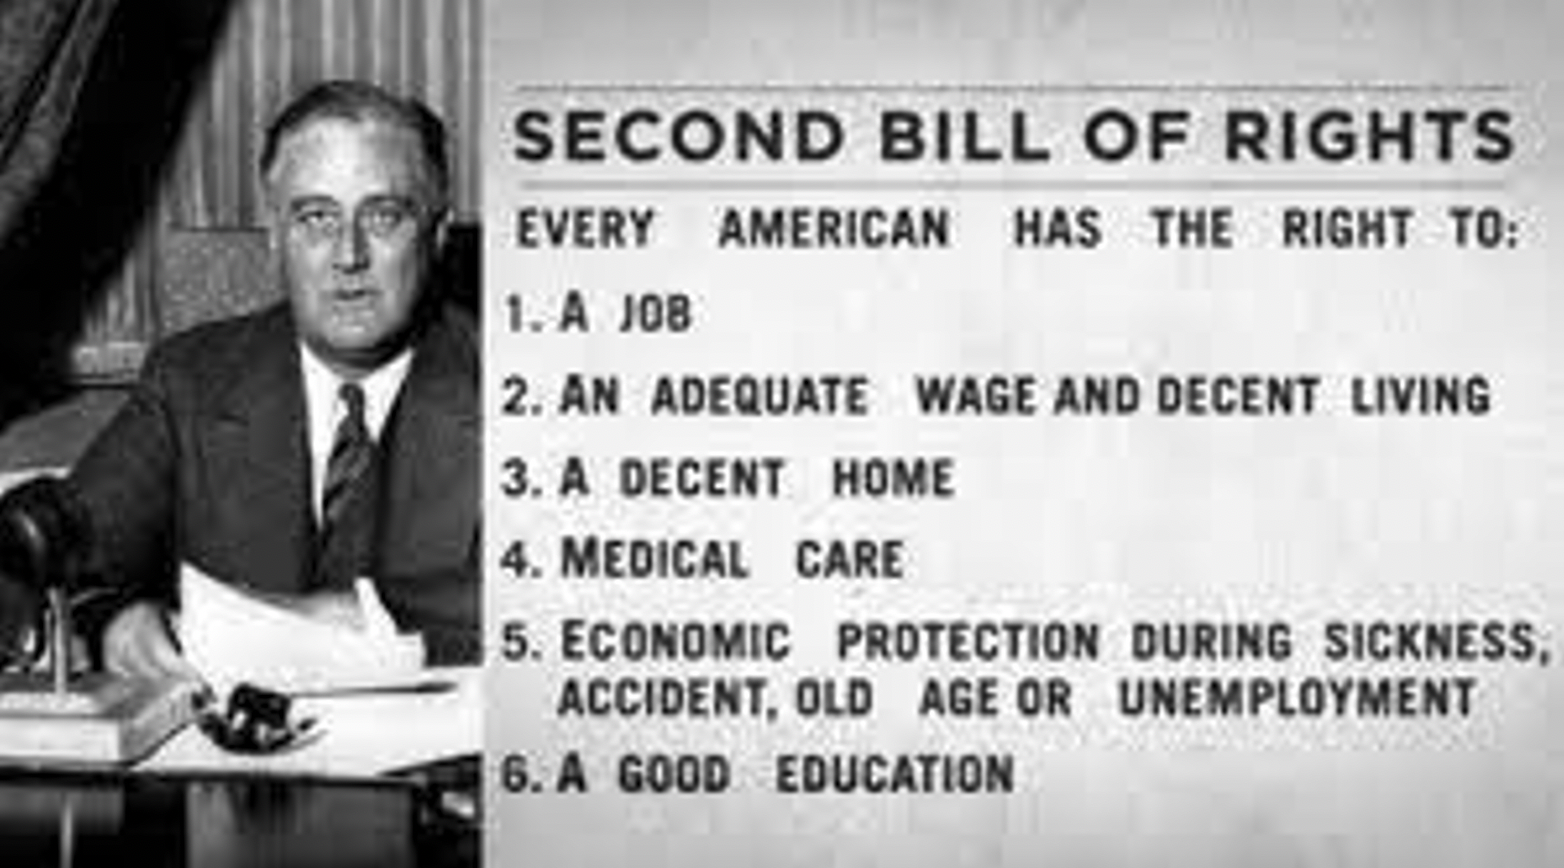 SECOND BILL OF RIGHTS
EVERY AMERICAN HAS THE RIGHT TO:
1. A JOB
2. AN ADEQUATE WAGE AND DECENT LIVING
3. A DECENT HOME
4. MEDICAL CARE
5. ECONOMIC PROTECTION DURING SICKNESS,
ACCIDENT, OLD AGE OR UNEMPLOYMENT
6. A GOOD EDUCATION